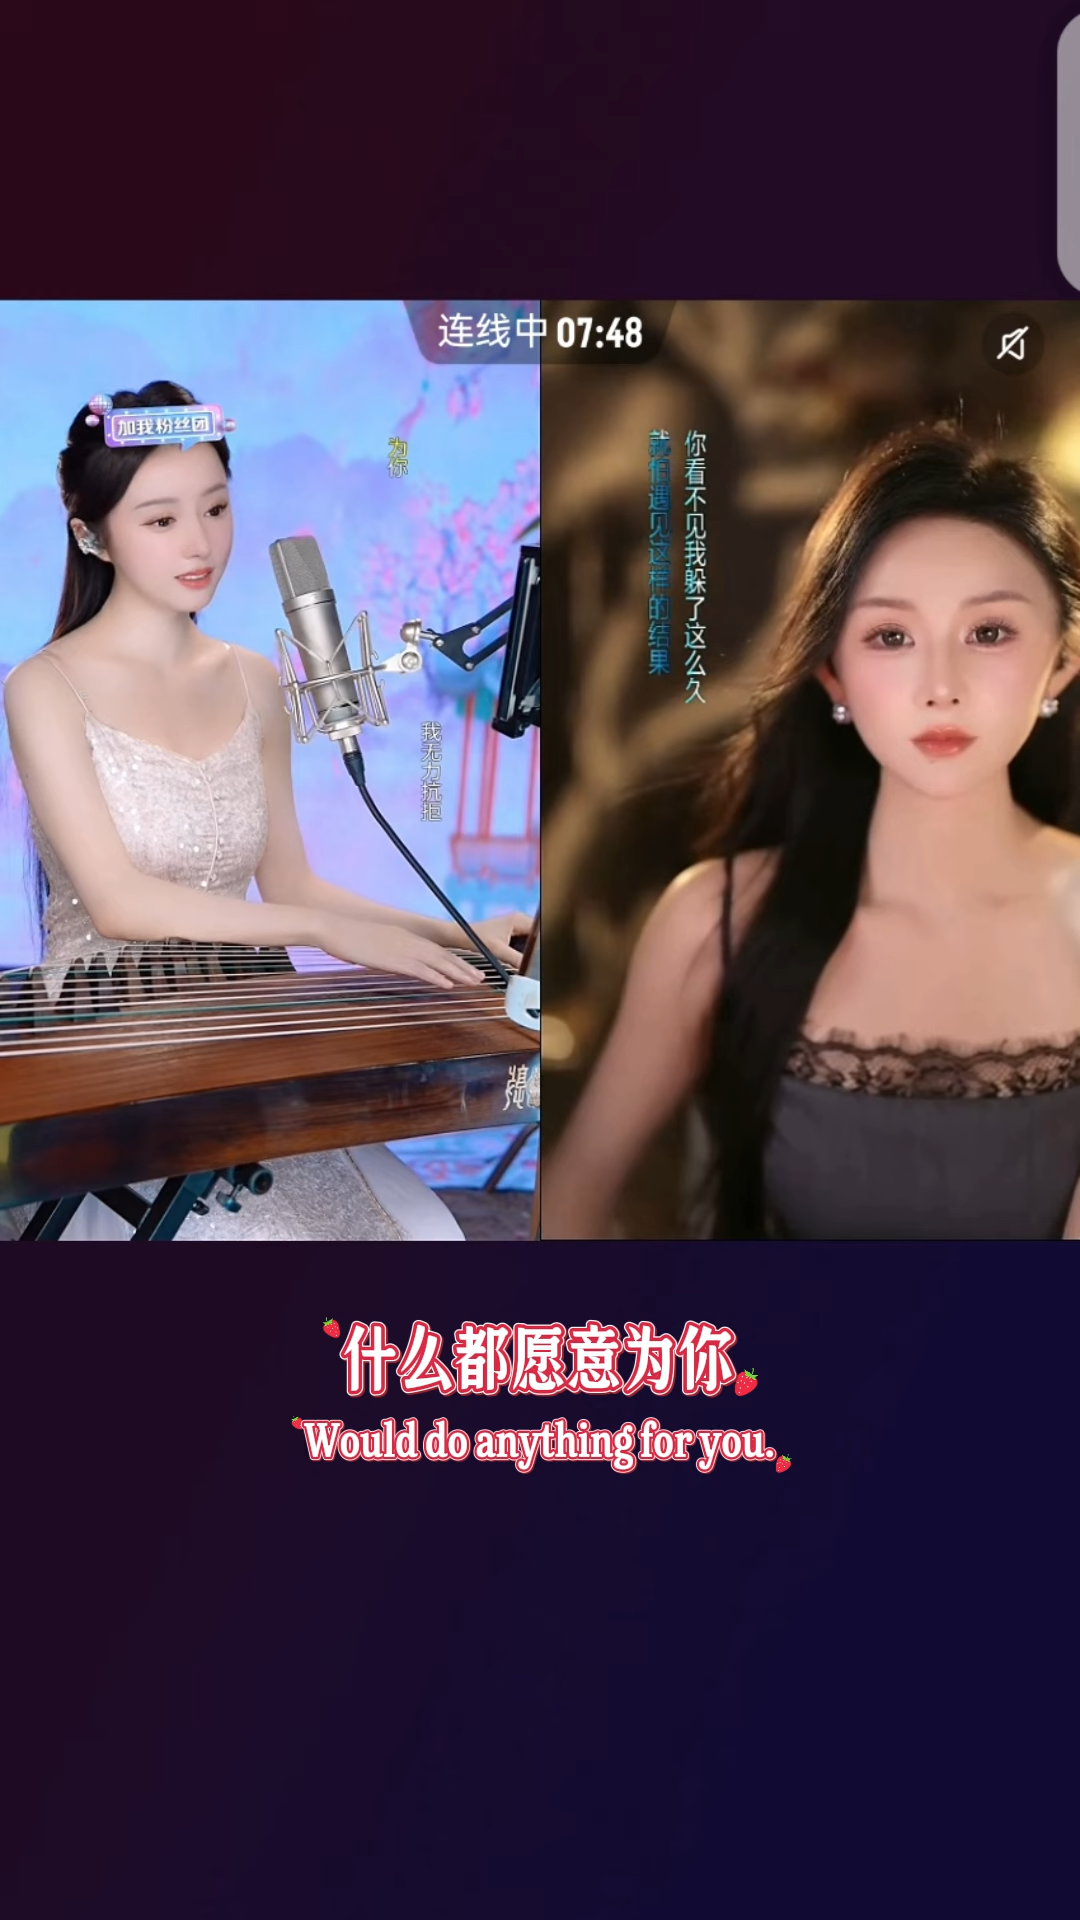 连线中 07:48
加我粉丝团
为你
我无力抗拒
你看不见我躲了这么久
就怕遇见这样的结果
什么都愿意为你
Would do anything for you.